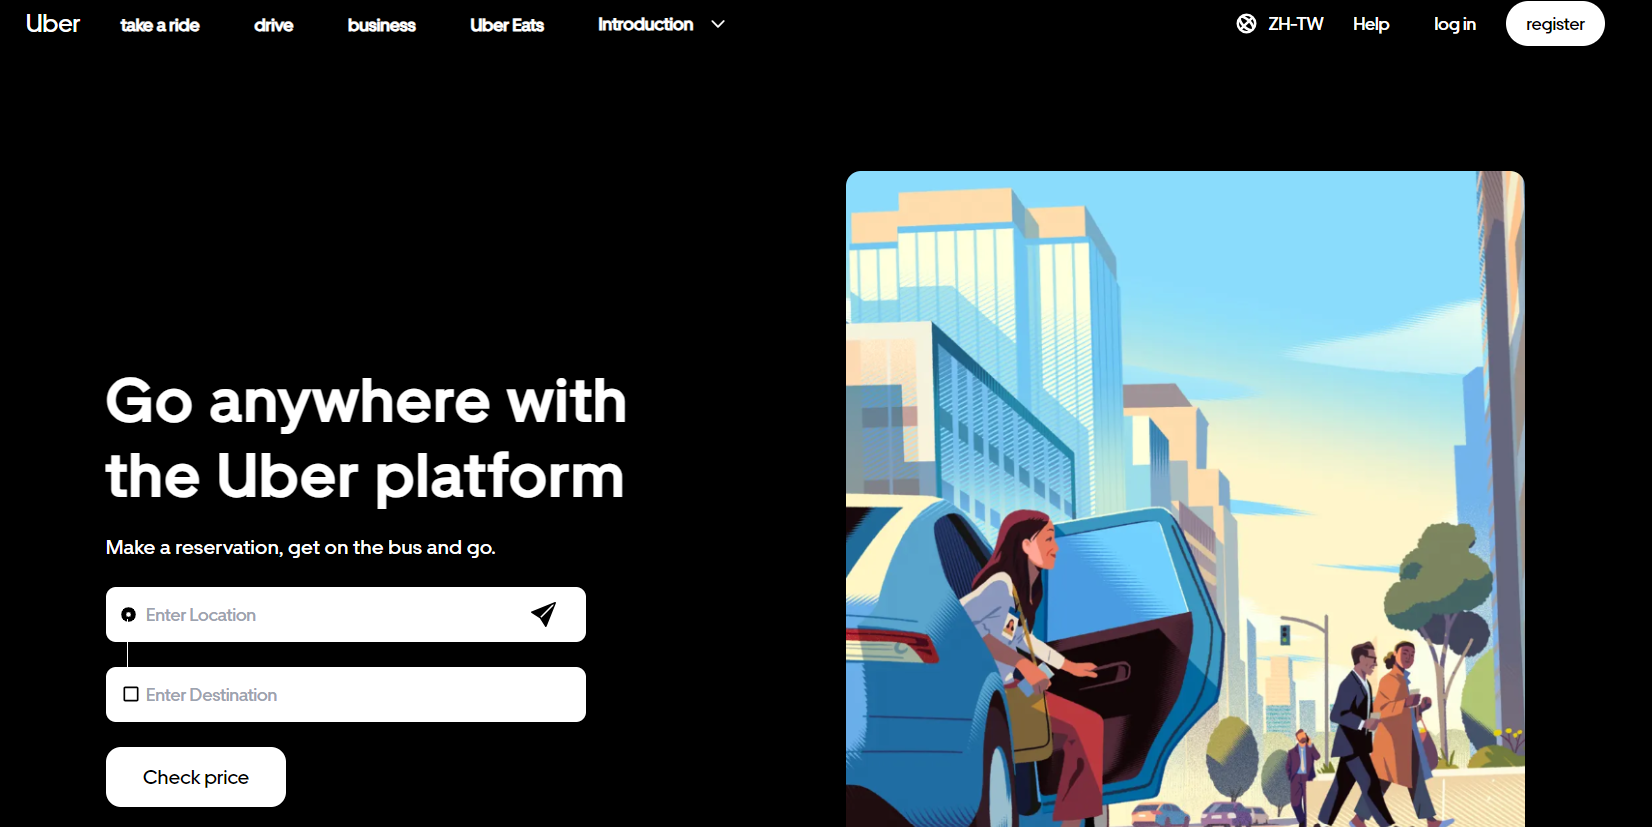 Uber take a ride drive business Uber Eats Introduction ZH-TW Help log in register
Go anywhere with
the Uber platform
Make a reservation, get on the bus and go.
Enter Location
Enter Destination
Check price